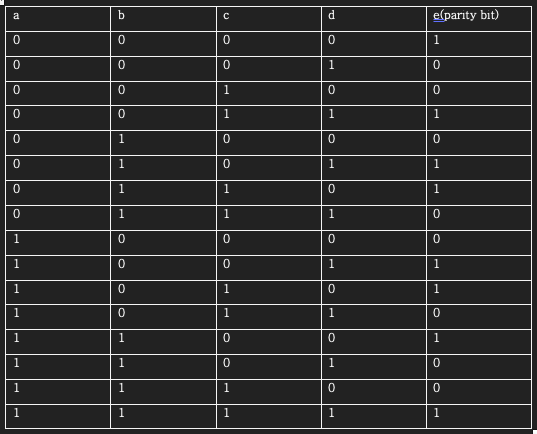 a b c d e(parity bit)
0 0 0 0 1
0 0 0 1 0
0 0 1 0 0
0 0 1 1 1
0 1 0 0 0
0 1 0 1 1
0 1 1 0 1
0 1 1 1 0
1 0 0 0 0
1 0 0 1 1
1 0 1 0 1
1 0 1 1 0
1 1 0 0 1
1 1 0 1 0
1 1 1 0 0
1 1 1 1 1